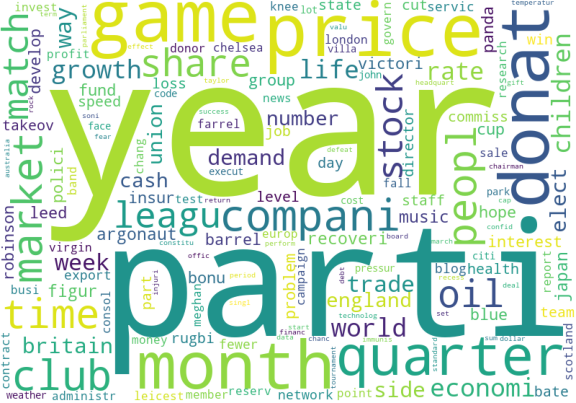 year
parti
game
price
donat
month
quarter
compani
leagu
club
market
match
share
growth
time
stock
peopl
oil
trade
economi
world
week
life
rate
union
number
demand
cash
britain
england
children
elect
japan
side
music
staff
interest
recoveri
argonaut
barrel
insur
level
polici
fund
speed
loss
group
job
day
victori
director
commiss
cup
panda
win
hope
sale
fall
state
cut
servic
knee
lot
govern
invest
term
way
profit
develop
takeov
donor
chelsea
london
villa
john
news
code
face
fear
rock
soni
band
chang
farrel
execut
success
taylor
effect
parliament
valu
headquart
defeat
test
return
cost
europ
perform
board
march
confid
park
cap
chairman
gift
research
temperatur
australia
robinson
leed
virgin
export
figur
busi
consol
contract
weather
administr
leicest
member
money
rugbi
part
bonu
offic
constitu
meghan
injuri
period
singl
fewer
reserv
network
problem
campaign
start
financ
data
chanc
technolog
tournament
debt
pressur
immunis
recess
set
point
standard
sum
deal
blog
health
citi
blue
report
team
scotland
bate